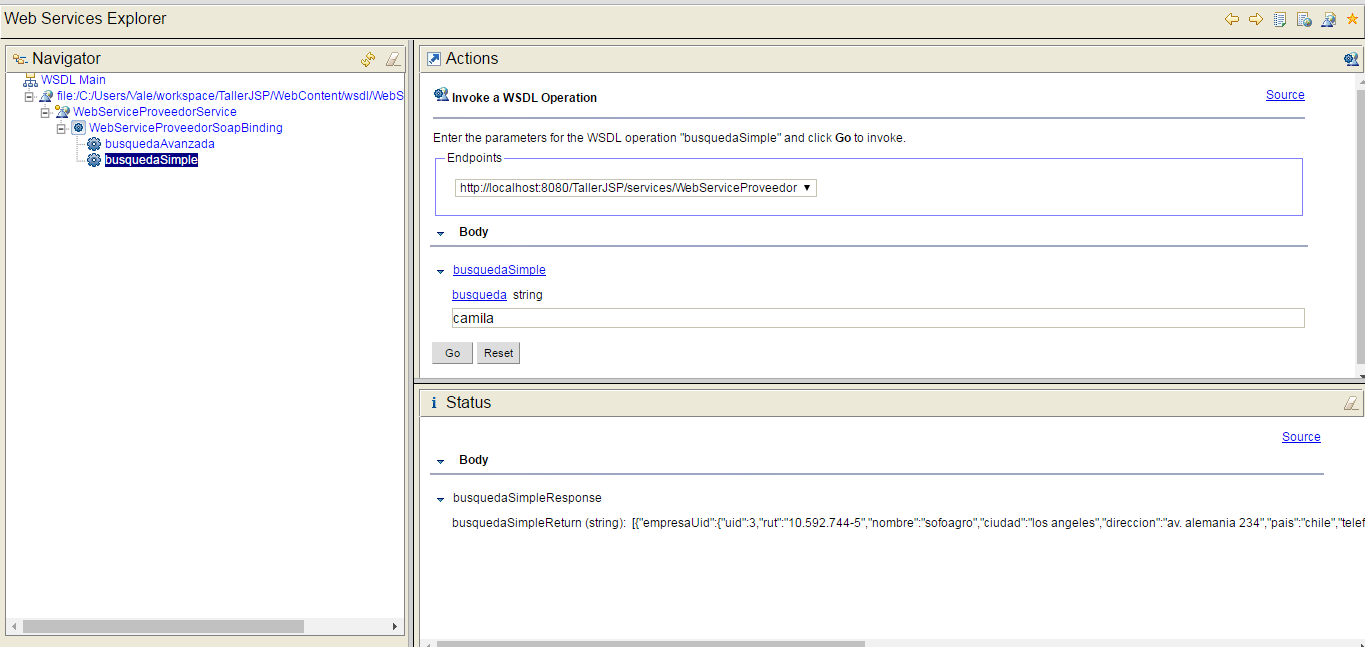 Web Services Explorer
Navigator
WSDL Main
file:/C:/Users/Vale/workspace/TallerJSP/WebContent/wsdl/WebS
WebServiceProveedorService
WebServiceProveedorSoapBinding
busquedaAvanzada
busquedaSimple
Actions
Invoke a WSDL Operation
Source
Enter the parameters for the WSDL operation "busquedaSimple" and click Go to invoke.
Endpoints
http://localhost:8080/TallerJSP/services/WebServiceProveedor
Body
busquedaSimple
busqueda string
camila
Go Reset
Status
Source
Body
busquedaSimpleResponse
busquedaSimpleReturn (string): [{"empresaUid":{"uid":3,"rut":"10.592.744-5","nombre":"sofoagro","ciudad":"los angeles","direccion":"av. alemania 234","pais":"chile","telef